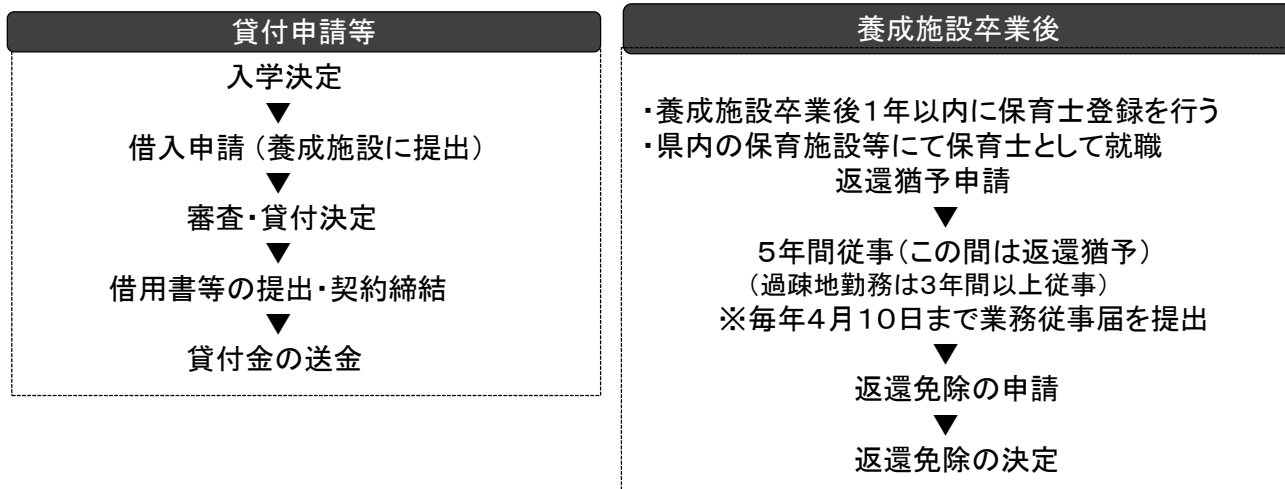 貸付申請等
入学決定
▼
借入申請（養成施設に提出）
▼
審査・貸付決定
▼
借用書等の提出・契約締結
▼
貸付金の送金
養成施設卒業後
・養成施設卒業後１年以内に保育士登録を行う
・県内の保育施設等にて保育士として就職
返還猶予申請
▼
５年間従事（この間は返還猶予）
（過疎地勤務は３年間以上従事）
※毎年４月１０日まで業務従事届を提出
▼
返還免除の申請
▼
返還免除の決定